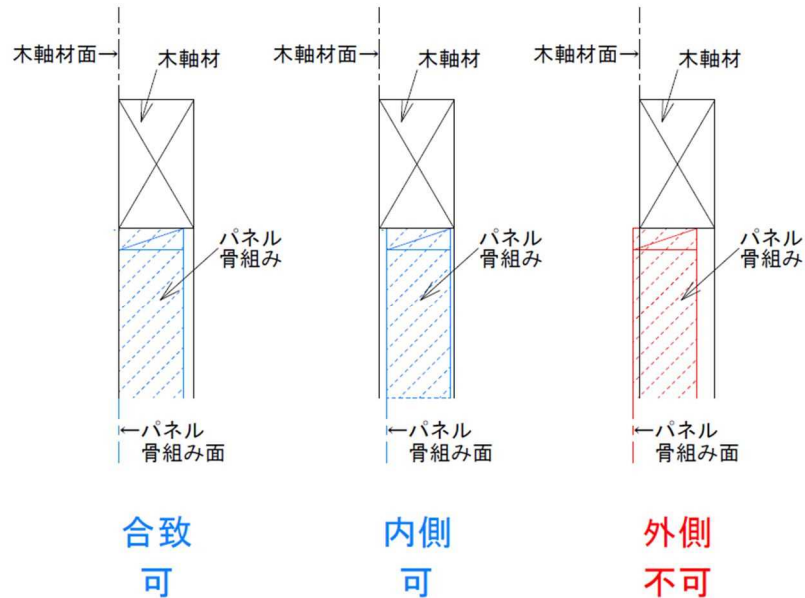 木軸材面→
木軸材
パネル
骨組み
←パネル
骨組み面
合致
可
木軸材面→
木軸材
パネル
骨組み
←パネル
骨組み面
内側
可
木軸材面→
木軸材
パネル
骨組み
←パネル
骨組み面
外側
不可